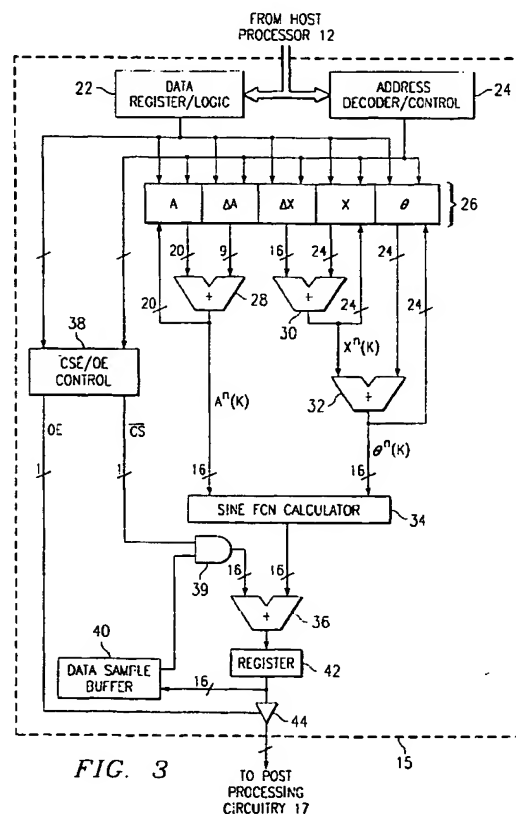 FROM HOST
PROCESSOR 12
22
DATA
REGISTER/LOGIC
ADDRESS
DECODER/CONTROL
24
A
ΔA
ΔX
X
θ
26
20
9
16
24
24
20
+
28
+
30
24
24
38
CSE/OE
CONTROL
Xⁿ(K)
32
+
OE
C̅S̅
Aⁿ(K)
θⁿ(K)
1
1
16
16
SINE FCN CALCULATOR
34
39
16
16
+
36
40
DATA SAMPLE
BUFFER
REGISTER
42
16
44
FIG. 3
15
TO POST
PROCESSING
CIRCUITRY 17